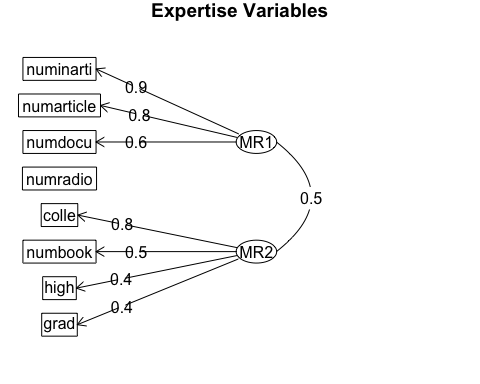 Expertise Variables
numinarti
0.9
numarticle
0.8
numdocu
0.6
MR1
numradio
0.5
colle
0.8
numbook
0.5
MR2
high
0.4
grad
0.4